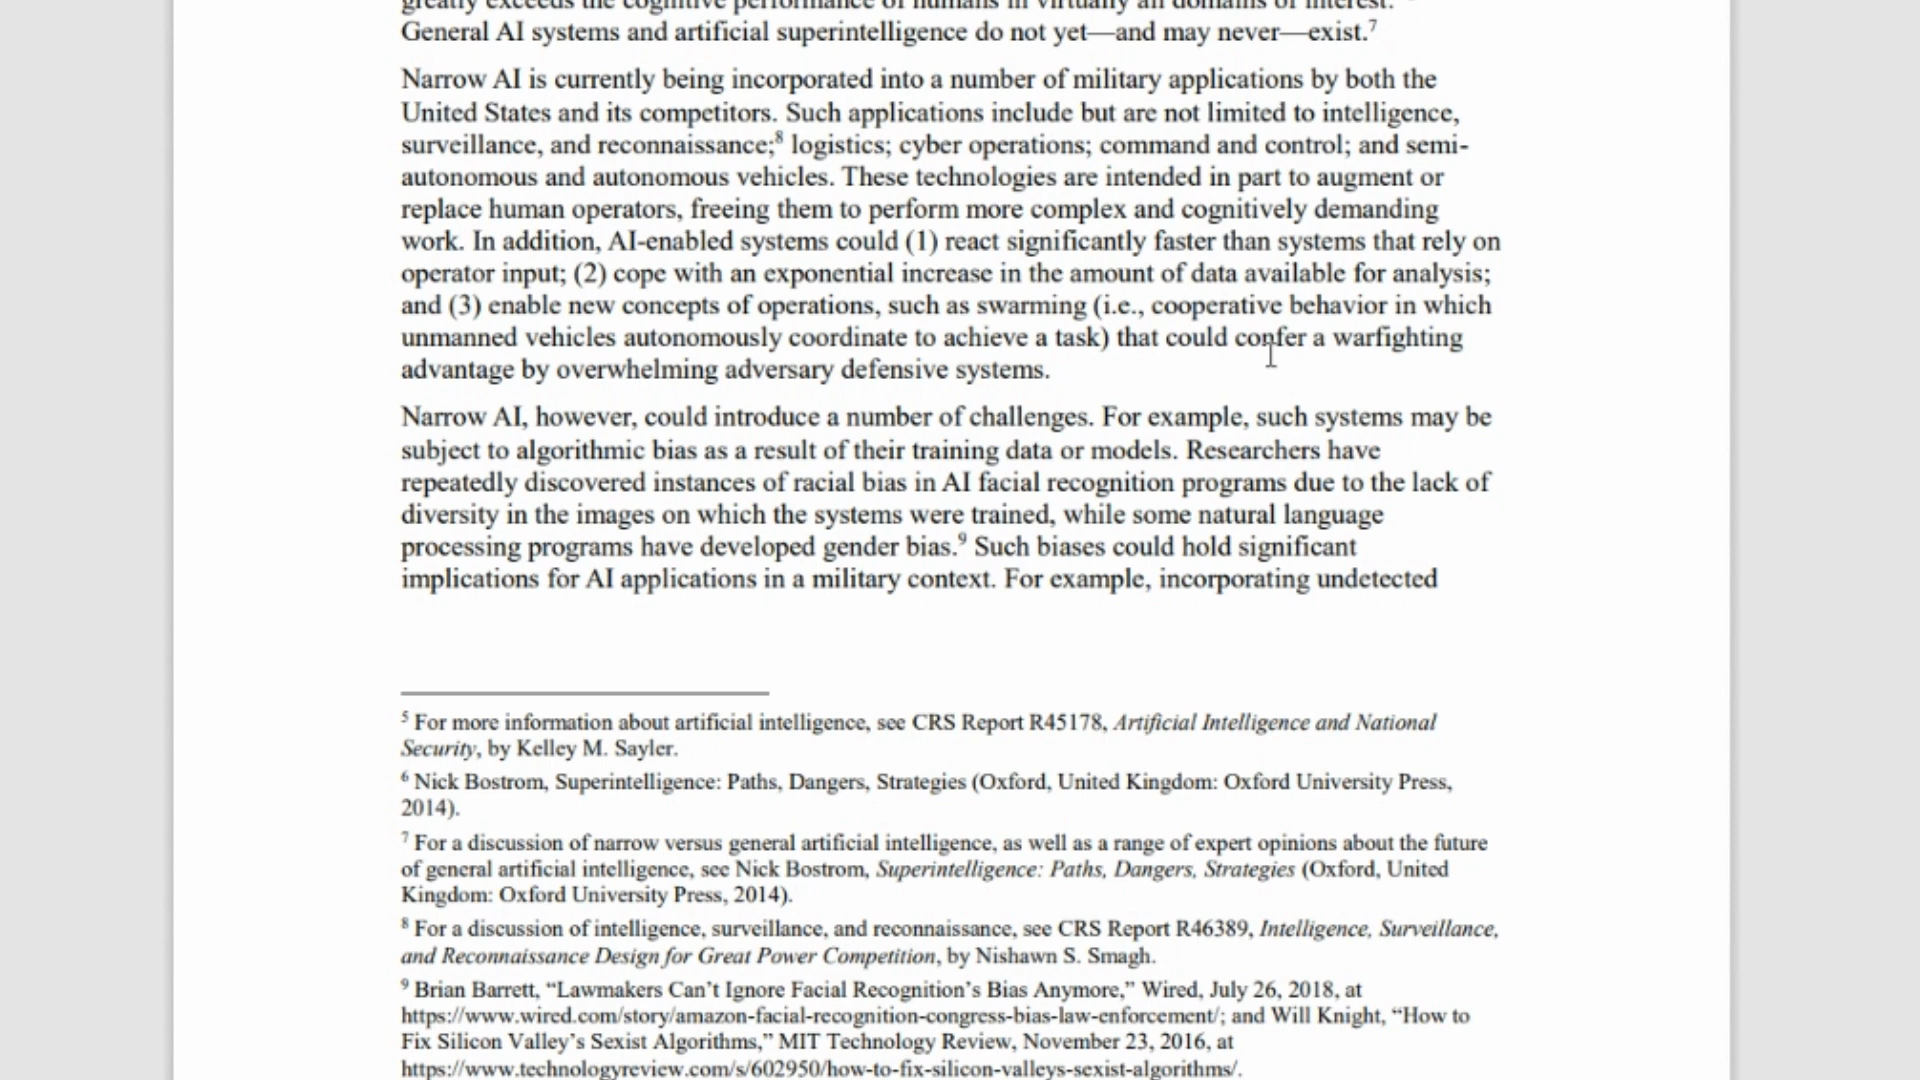 greatly exceeds the cognitive performance of humans in virtually all domains of interest.
General AI systems and artificial superintelligence do not yet—and may never—exist.7
Narrow AI is currently being incorporated into a number of military applications by both the
United States and its competitors. Such applications include but are not limited to intelligence,
surveillance, and reconnaissance;8 logistics; cyber operations; command and control; and semi-
autonomous and autonomous vehicles. These technologies are intended in part to augment or
replace human operators, freeing them to perform more complex and cognitively demanding
work. In addition, AI-enabled systems could (1) react significantly faster than systems that rely on
operator input; (2) cope with an exponential increase in the amount of data available for analysis;
and (3) enable new concepts of operations, such as swarming (i.e., cooperative behavior in which
unmanned vehicles autonomously coordinate to achieve a task) that could confer a warfighting
advantage by overwhelming adversary defensive systems.
Narrow AI, however, could introduce a number of challenges. For example, such systems may be
subject to algorithmic bias as a result of their training data or models. Researchers have
repeatedly discovered instances of racial bias in AI facial recognition programs due to the lack of
diversity in the images on which the systems were trained, while some natural language
processing programs have developed gender bias.9 Such biases could hold significant
implications for AI applications in a military context. For example, incorporating undetected
5 For more information about artificial intelligence, see CRS Report R45178, Artificial Intelligence and National
Security, by Kelley M. Sayler.
6 Nick Bostrom, Superintelligence: Paths, Dangers, Strategies (Oxford, United Kingdom: Oxford University Press,
2014).
7 For a discussion of narrow versus general artificial intelligence, as well as a range of expert opinions about the future
of general artificial intelligence, see Nick Bostrom, Superintelligence: Paths, Dangers, Strategies (Oxford, United
Kingdom: Oxford University Press, 2014).
8 For a discussion of intelligence, surveillance, and reconnaissance, see CRS Report R46389, Intelligence, Surveillance,
and Reconnaissance Design for Great Power Competition, by Nishawn S. Smagh.
9 Brian Barrett, “Lawmakers Can’t Ignore Facial Recognition’s Bias Anymore,” Wired, July 26, 2018, at
https://www.wired.com/story/amazon-facial-recognition-congress-bias-law-enforcement/; and Will Knight, “How to
Fix Silicon Valley’s Sexist Algorithms,” MIT Technology Review, November 23, 2016, at
https://www.technologyreview.com/s/602950/how-to-fix-silicon-valleys-sexist-algorithms/.